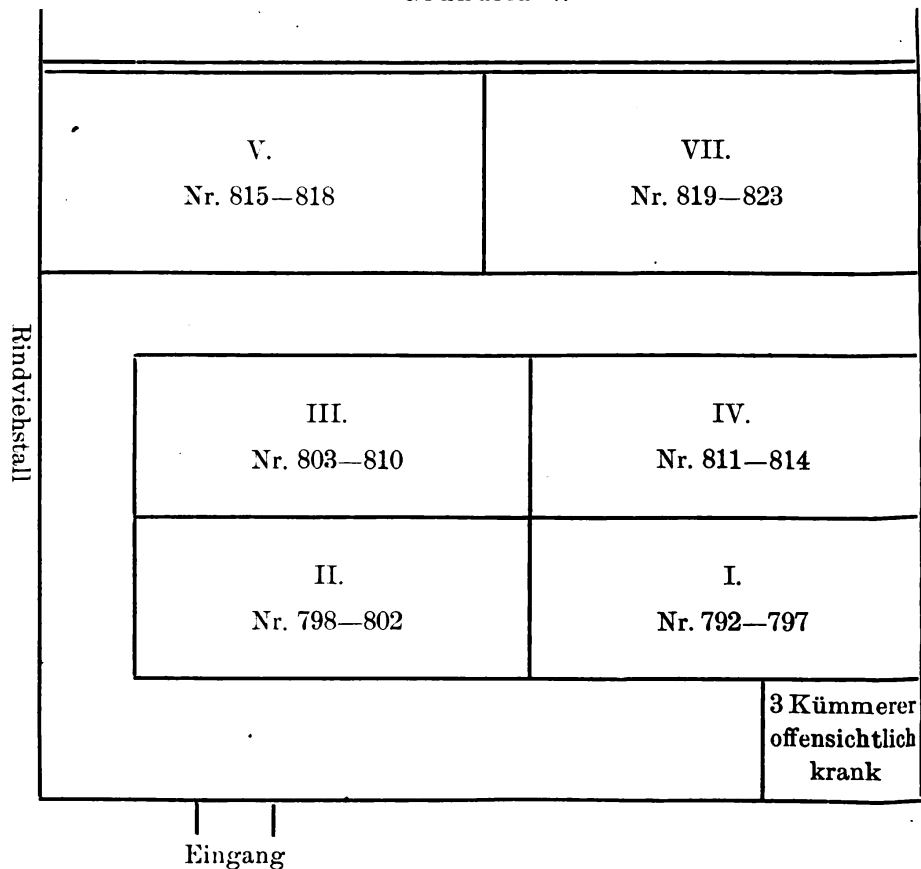 V.
Nr. 815—818
VII.
Nr. 819—823
Rindviehstall
III.
Nr. 803—810
IV.
Nr. 811—814
II.
Nr. 798—802
I.
Nr. 792—797
3 Kümmerer
offensichtlich
krank
Eingang